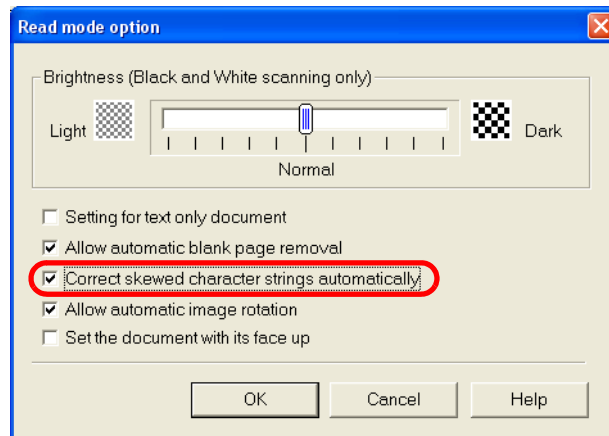 Read mode option
Brightness (Black and White scanning only)
Light Dark
Normal
Setting for text only document
Allow automatic blank page removal
Correct skewed character strings automatically
Allow automatic image rotation
Set the document with its face up
OK Cancel Help